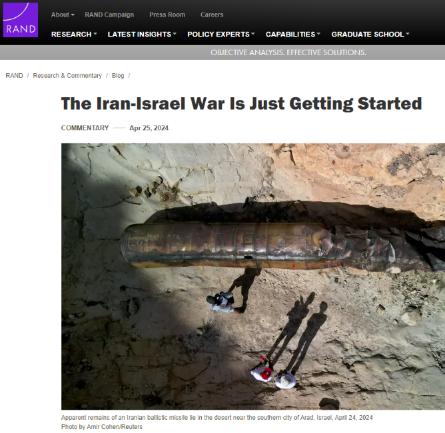 RAND
About
RAND Campaign
Press Room
Careers
RESEARCH
LATEST INSIGHTS
POLICY EXPERTS
CAPABILITIES
GRADUATE SCHOOL
OBJECTIVE ANALYSIS. EFFECTIVE SOLUTIONS.
RAND / Research & Commentary / Blog /
The Iran-Israel War Is Just Getting Started
COMMENTARY — Apr 25, 2024
Apparent remains of an Iranian ballistic missile lie in the desert near the southern city of Arad, Israel, April 24, 2024
Photo by Amir Cohen/Reuters